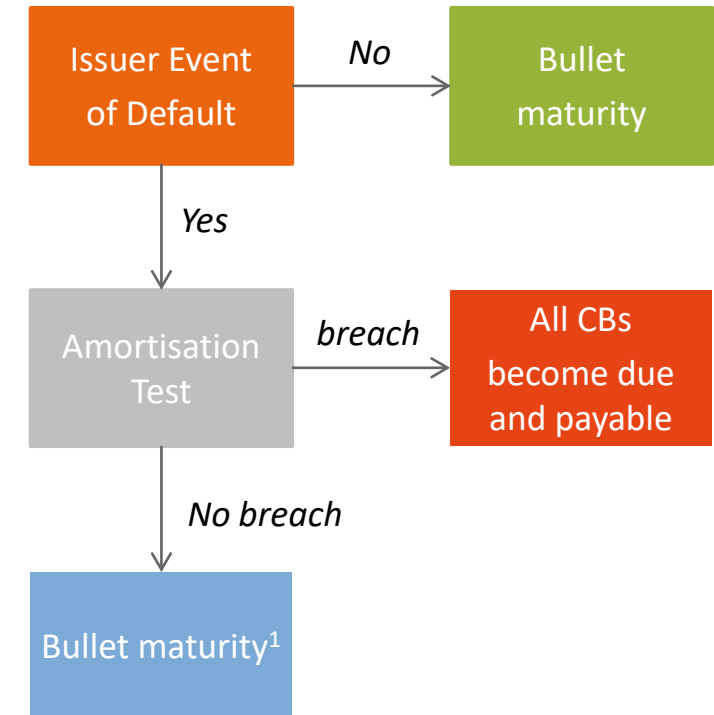 Issuer Event
of Default
No
Bullet
maturity
Yes
Amortisation
Test
breach
All CBs
become due
and payable
No breach
Bullet maturity¹